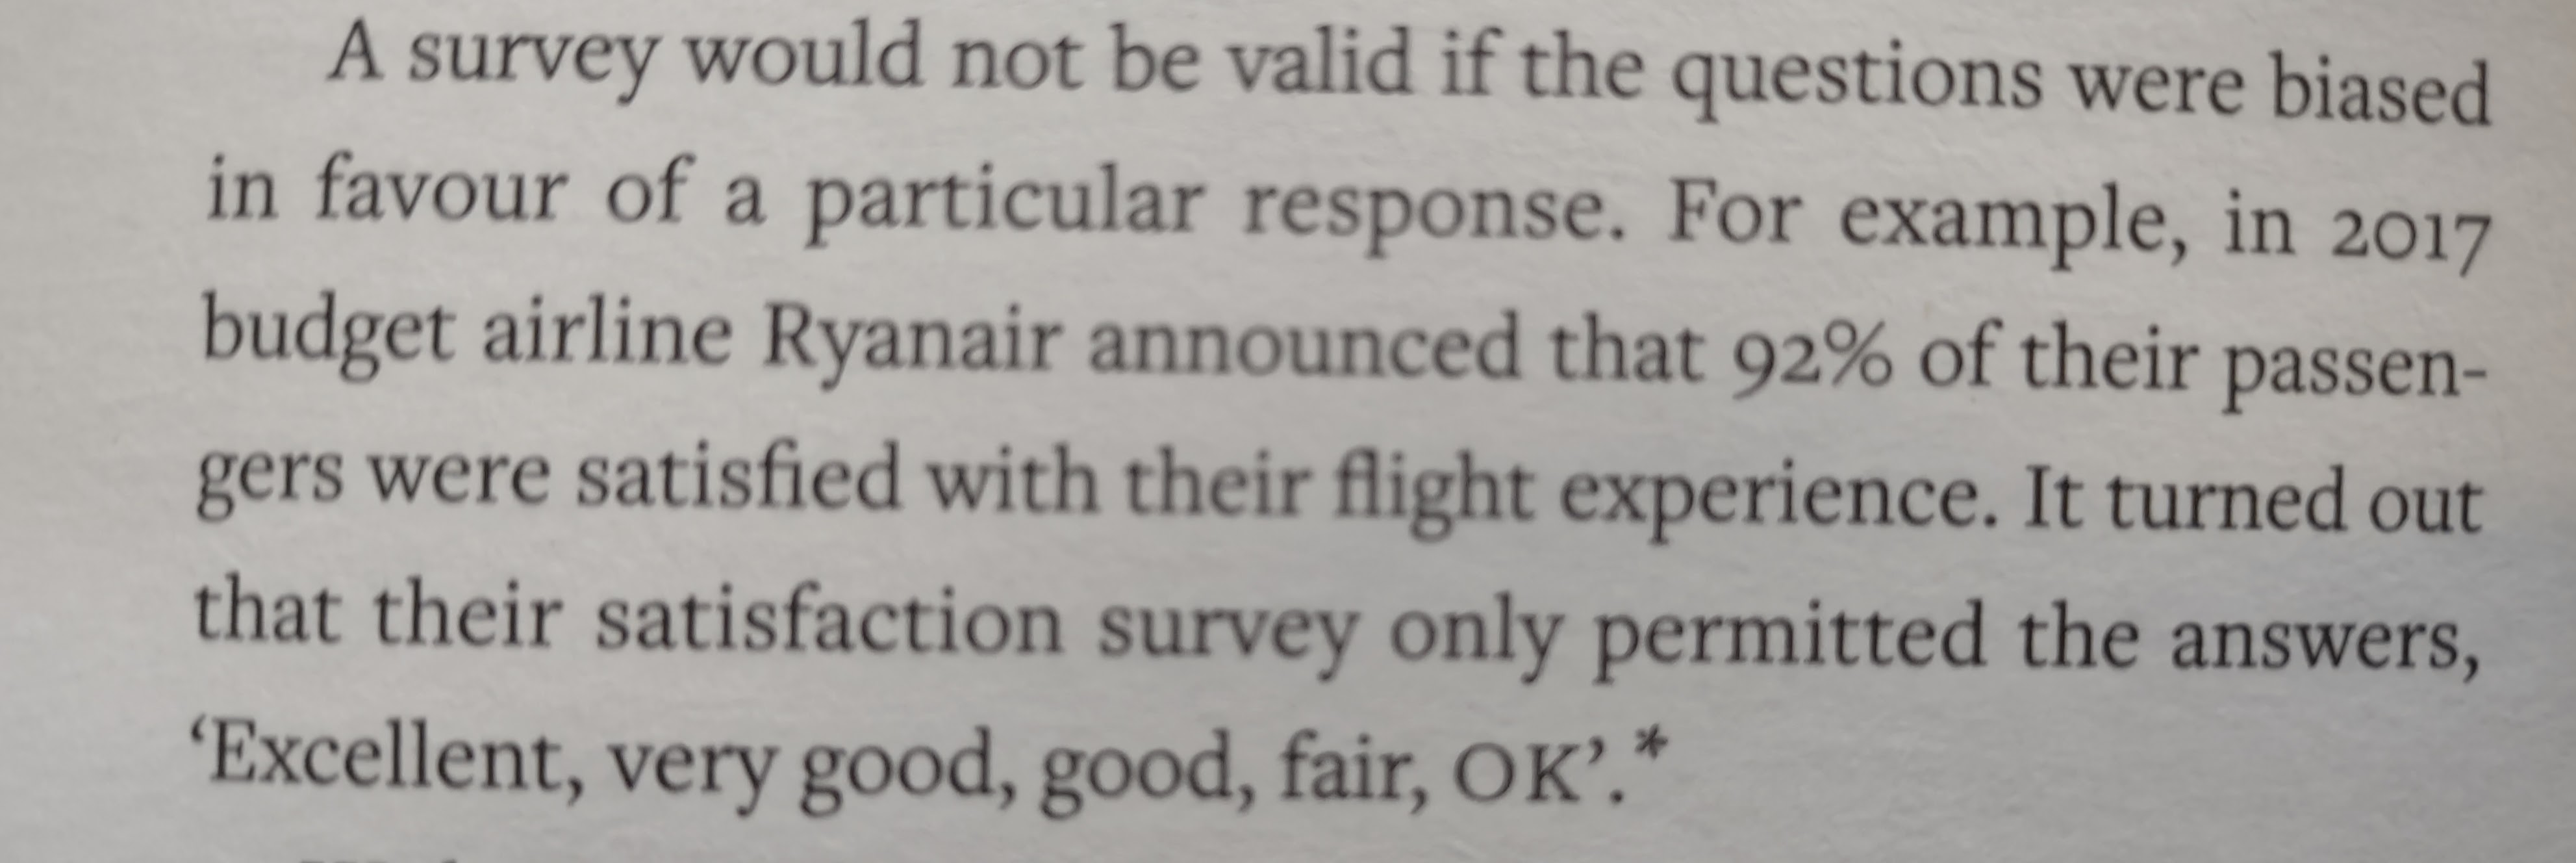 A survey would not be valid if the questions were biased
in favour of a particular response. For example, in 2017
budget airline Ryanair announced that 92% of their passen-
gers were satisfied with their flight experience. It turned out
that their satisfaction survey only permitted the answers,
‘Excellent, very good, good, fair, OK’.*